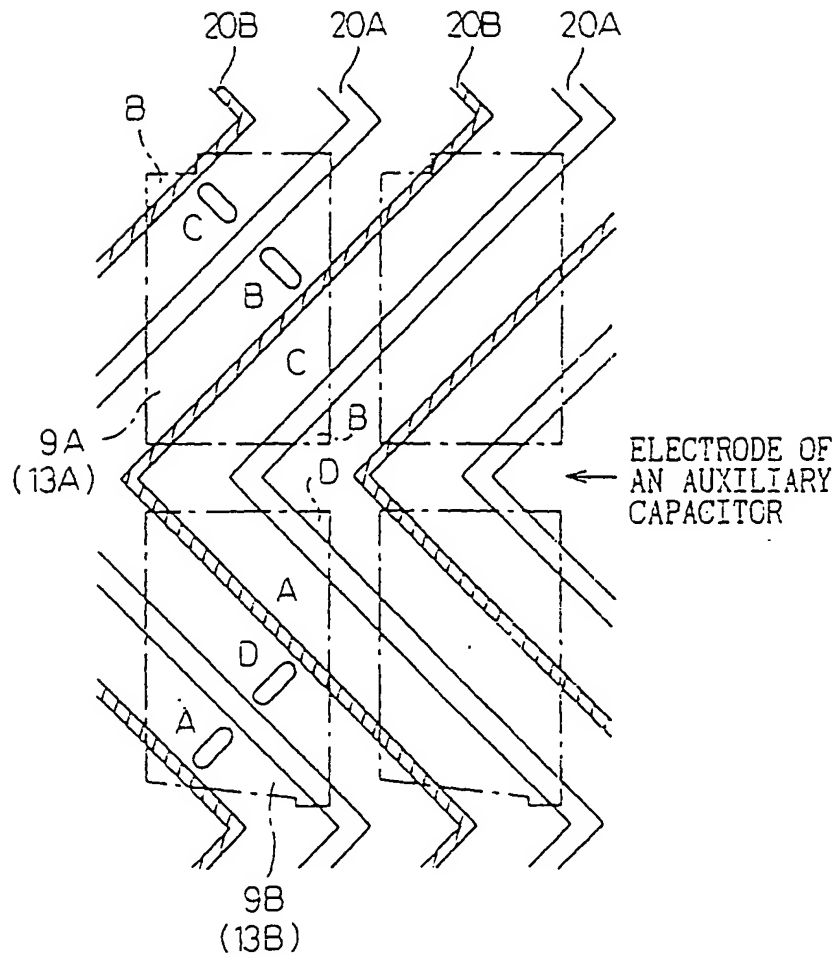 20B 20A 20B 20A
B
C
B
C
9A
(13A)
B
D
ELECTRODE OF
AN AUXILIARY
CAPACITOR
A
D
A
9B
(13B)